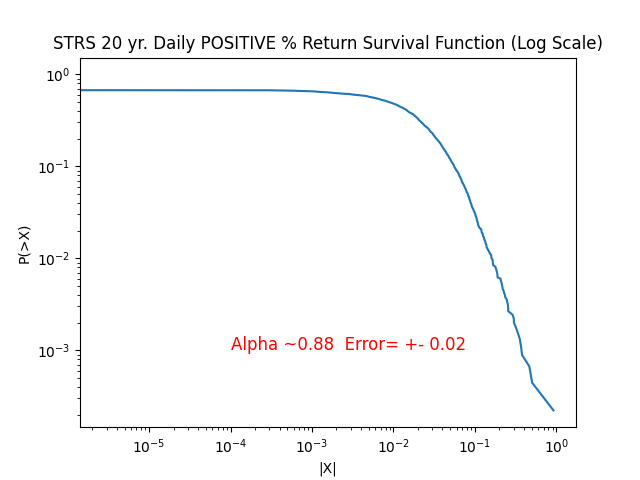 STRS 20 yr. Daily POSITIVE % Return Survival Function (Log Scale)
10⁰
10⁻¹
10⁻²
10⁻³
P(>X)
Alpha ~0.88  Error= +- 0.02
10⁻⁵ 10⁻⁴ 10⁻³ 10⁻² 10⁻¹ 10⁰
|X|